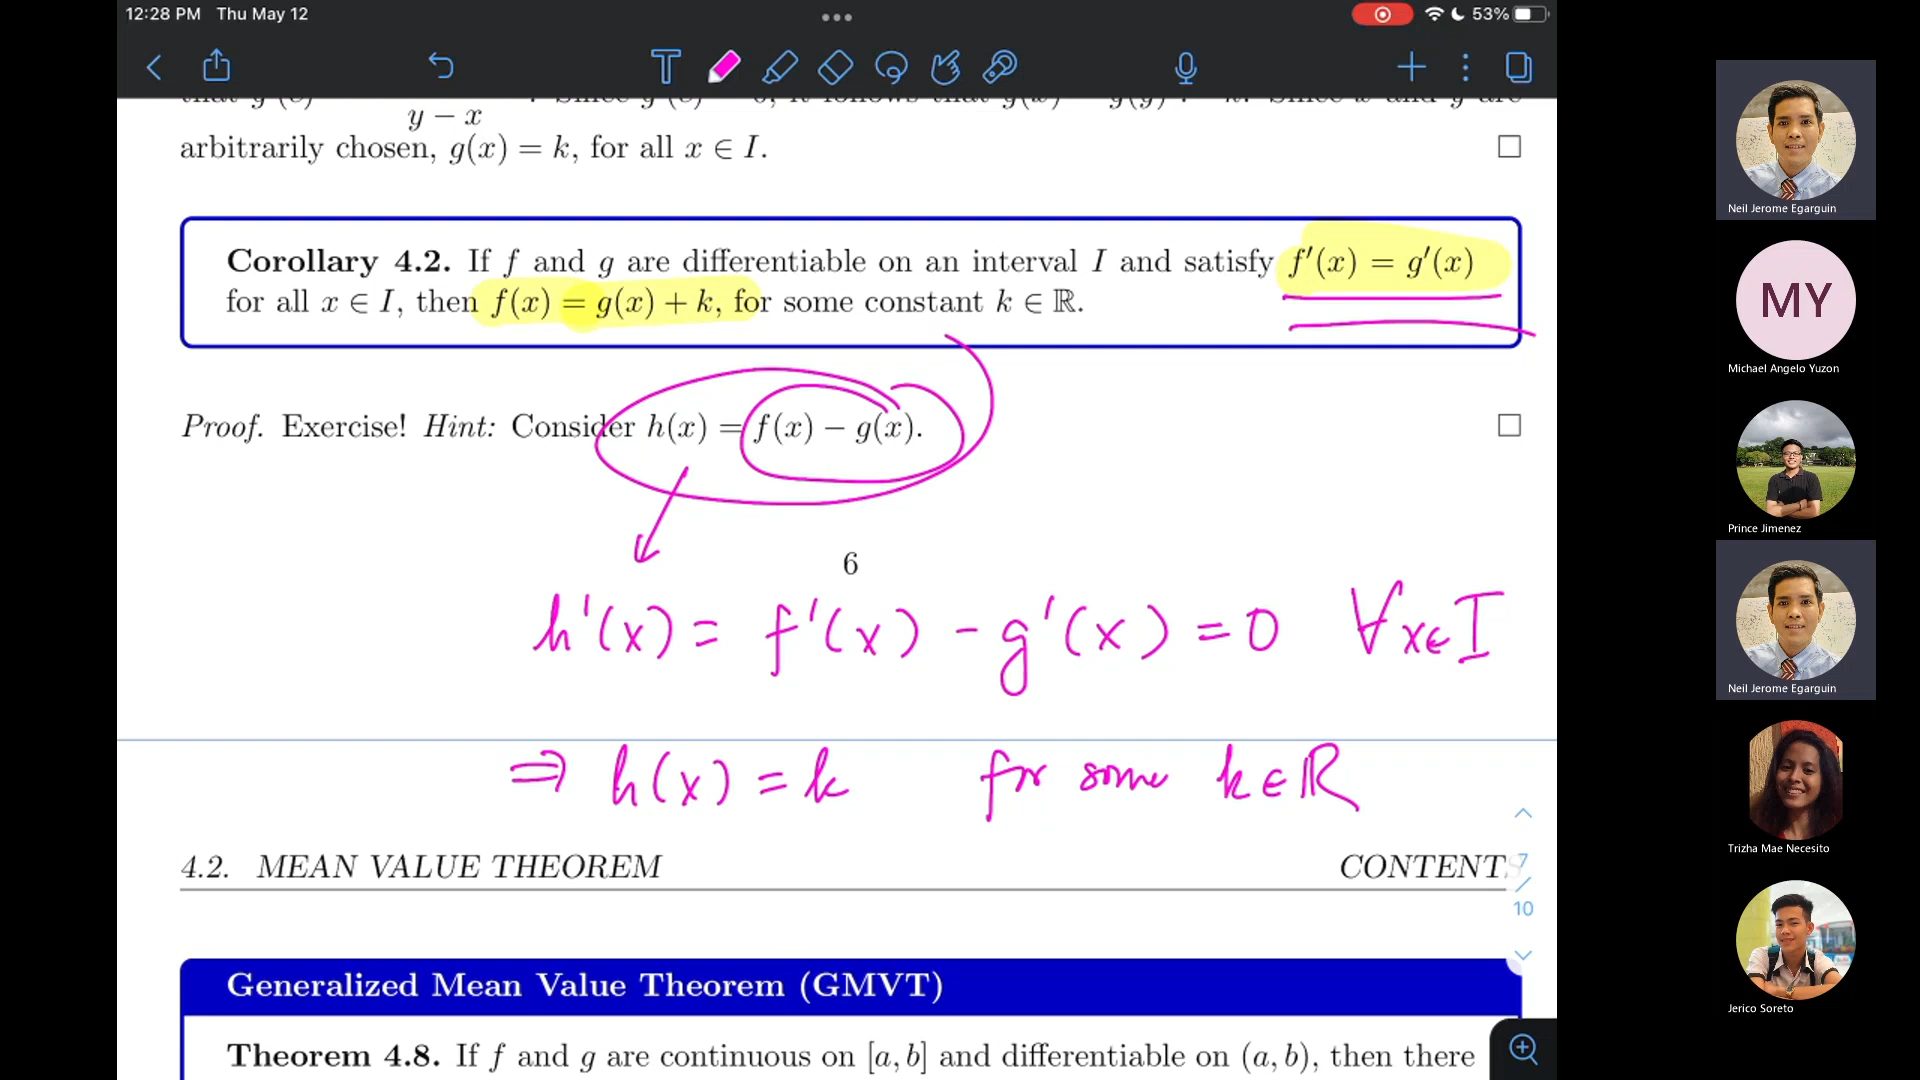 12:28 PM Thu May 12
53%
y − x
arbitrarily chosen, g(x) = k, for all x ∈ I. □
Corollary 4.2. If f and g are differentiable on an interval I and satisfy f′(x) = g′(x)
for all x ∈ I, then f(x) = g(x) + k, for some constant k ∈ ℝ.
Proof. Exercise! Hint: Consider h(x) = f(x) − g(x). □
6
h'(x) = f'(x) - g'(x) = 0 ∀x∈I
⇒ h(x) = k for some k∈ℝ
4.2. MEAN VALUE THEOREM CONTENTS
7
/
10
Generalized Mean Value Theorem (GMVT)
Theorem 4.8. If f and g are continuous on [a, b] and differentiable on (a, b), then there
Neil Jerome Egarguin
MY
Michael Angelo Yuzon
Prince Jimenez
Neil Jerome Egarguin
Trizha Mae Necesito
Jerico Soreto